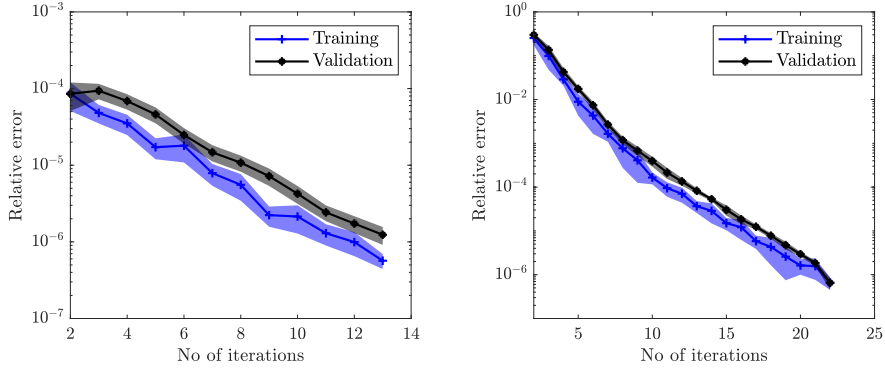 10−3
10−4
10−5
10−6
10−7
2
4
6
8
10
12
14
No of iterations
Relative error
Training
Validation
100
10−2
10−4
10−6
5
10
15
20
25
No of iterations
Relative error
Training
Validation